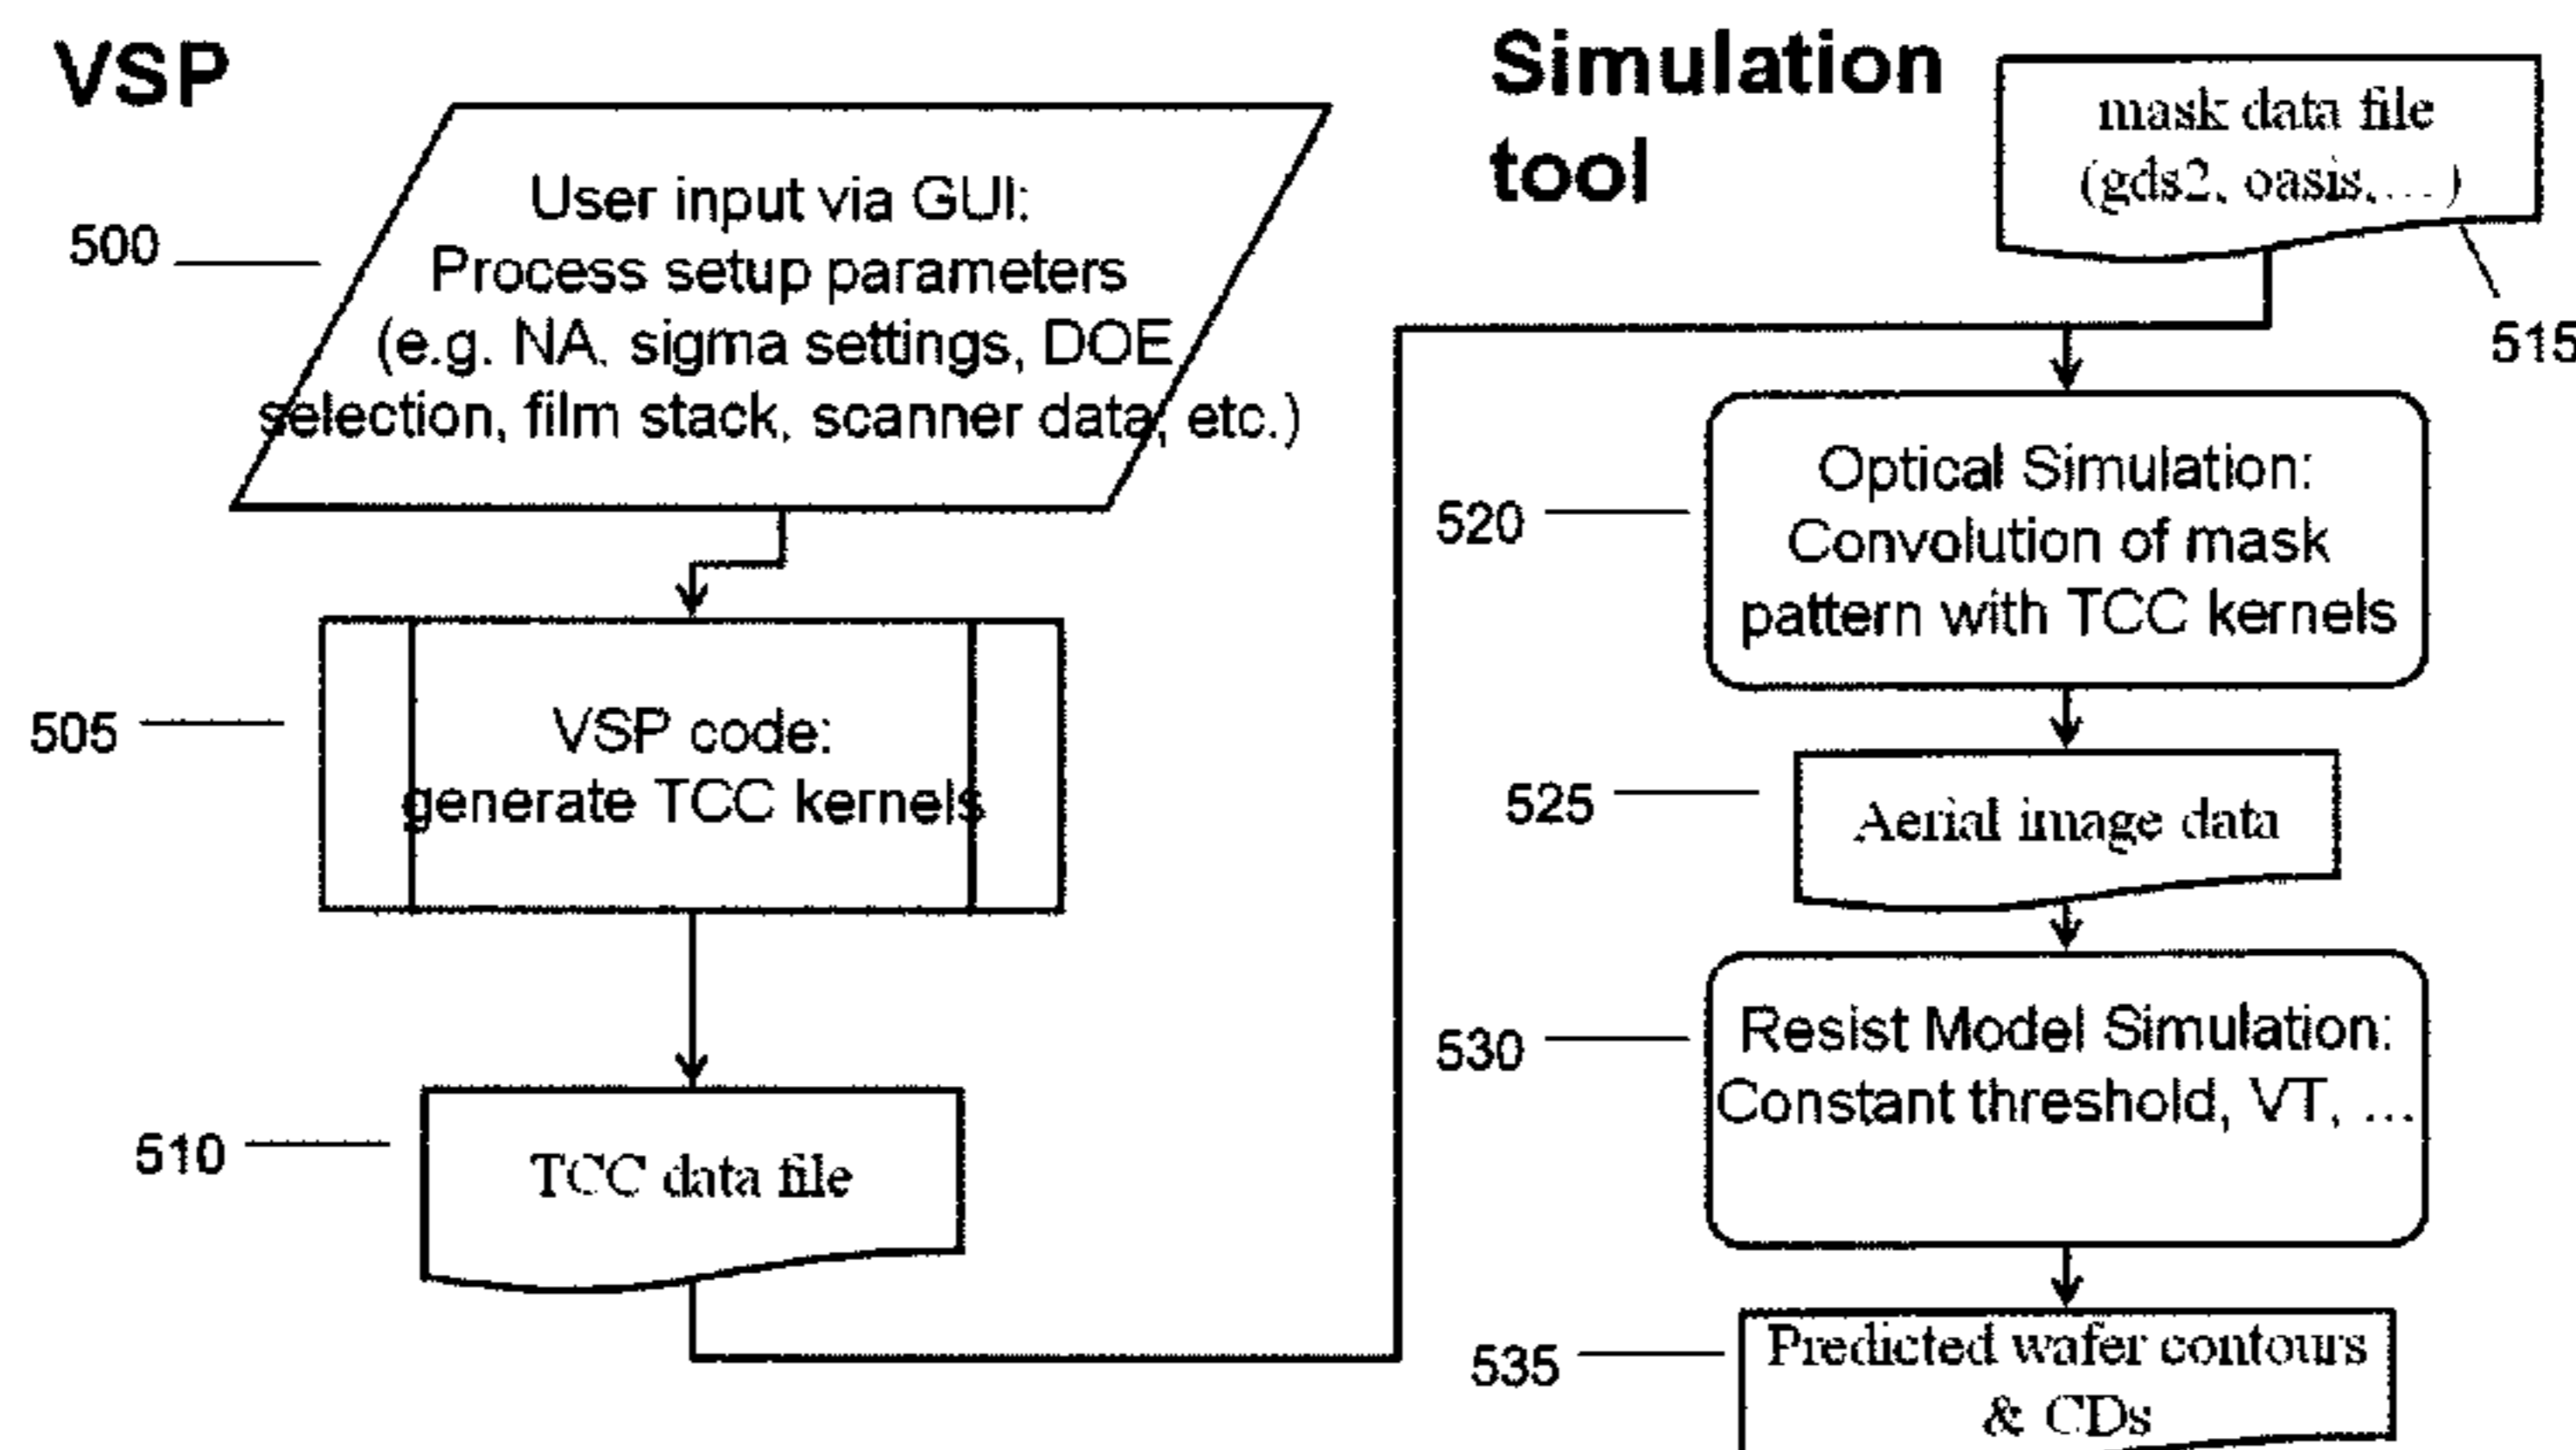 VSP
500
User input via GUI:
Process setup parameters
(e.g. NA, sigma settings, DOE
selection, film stack, scanner data, etc.)
505
VSP code:
generate TCC kernels
510
TCC data file
Simulation
tool
mask data file
(gds2, oasis,...)
515
520
Optical Simulation:
Convolution of mask
pattern with TCC kernels
525
Aerial image data
530
Resist Model Simulation:
Constant threshold, VT, ...
535
Predicted wafer contours
& CDs